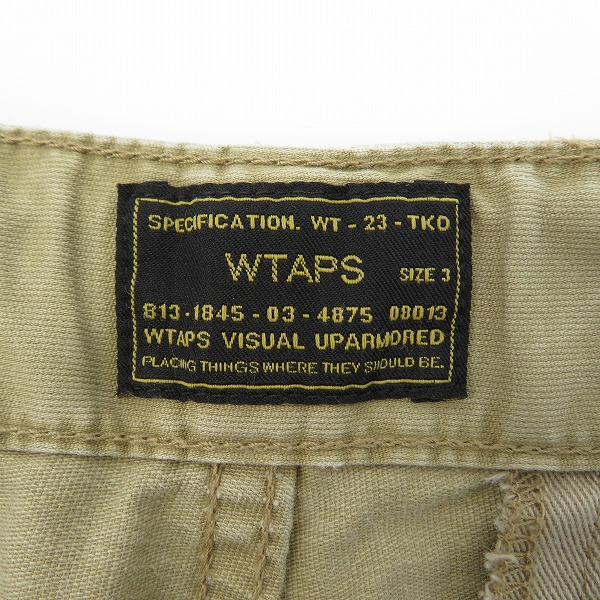 SPECIFICATION. WT - 23 - TKO
WTAPS SIZE 3
813-1845-03-4875 08013
WTAPS VISUAL UPARMORED
PLACING THINGS WHERE THEY SHOULD BE.